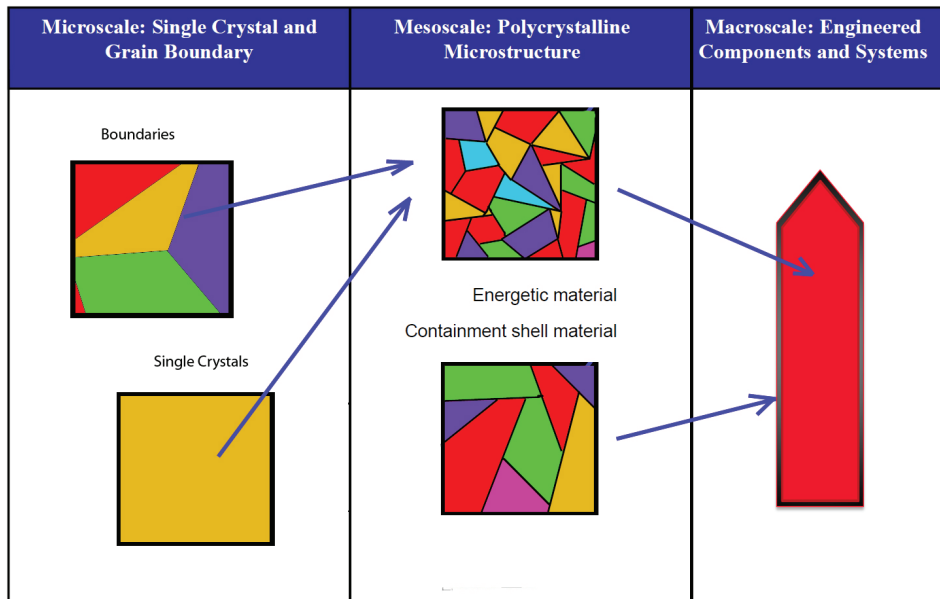 Microscale: Single Crystal and
Grain Boundary
Mesoscale: Polycrystalline
Microstructure
Macroscale: Engineered
Components and Systems
Boundaries
Single Crystals
Energetic material
Containment shell material